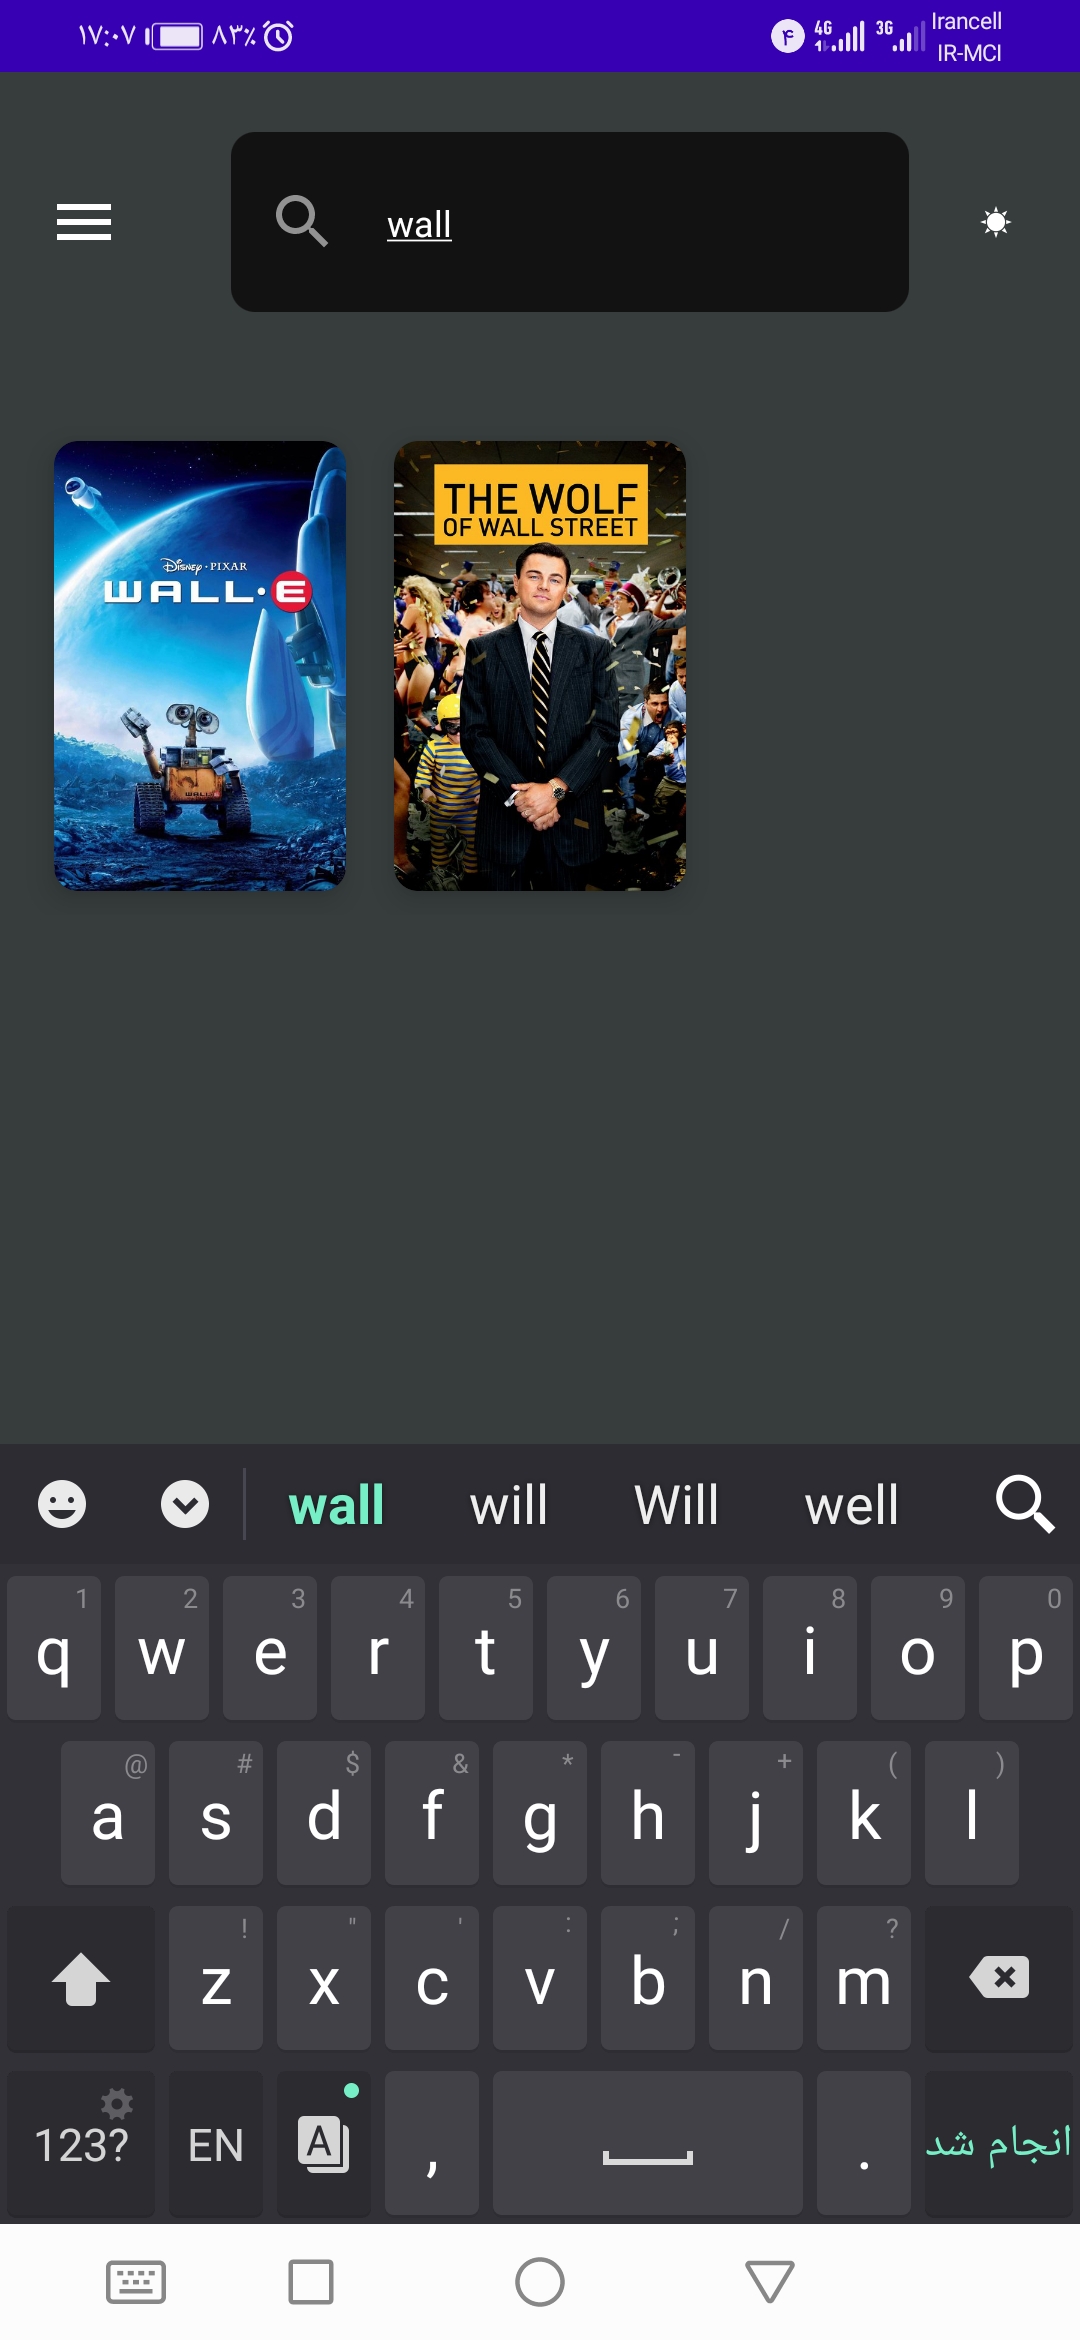 ۱۷:۰۷ ۸۳٪ ۴ 4G 3G Irancell
IR-MCI
wall
Disney · PIXAR
WALL·E
WALL·E
THE WOLF
OF WALL STREET
wall will Will well
1 2 3 4 5 6 7 8 9 0
q w e r t y u i o p
@ # $ & * - + ( )
a s d f g h j k l
! " ' : ; / ?
z x c v b n m
123? EN A , . انجام شد